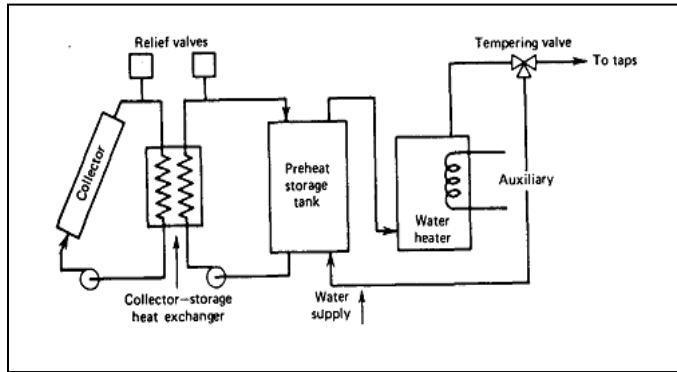 Relief valves
Tempering valve
To taps
Collector
Preheat
storage
tank
Auxiliary
Water
heater
Collector–storage
heat exchanger
Water
supply